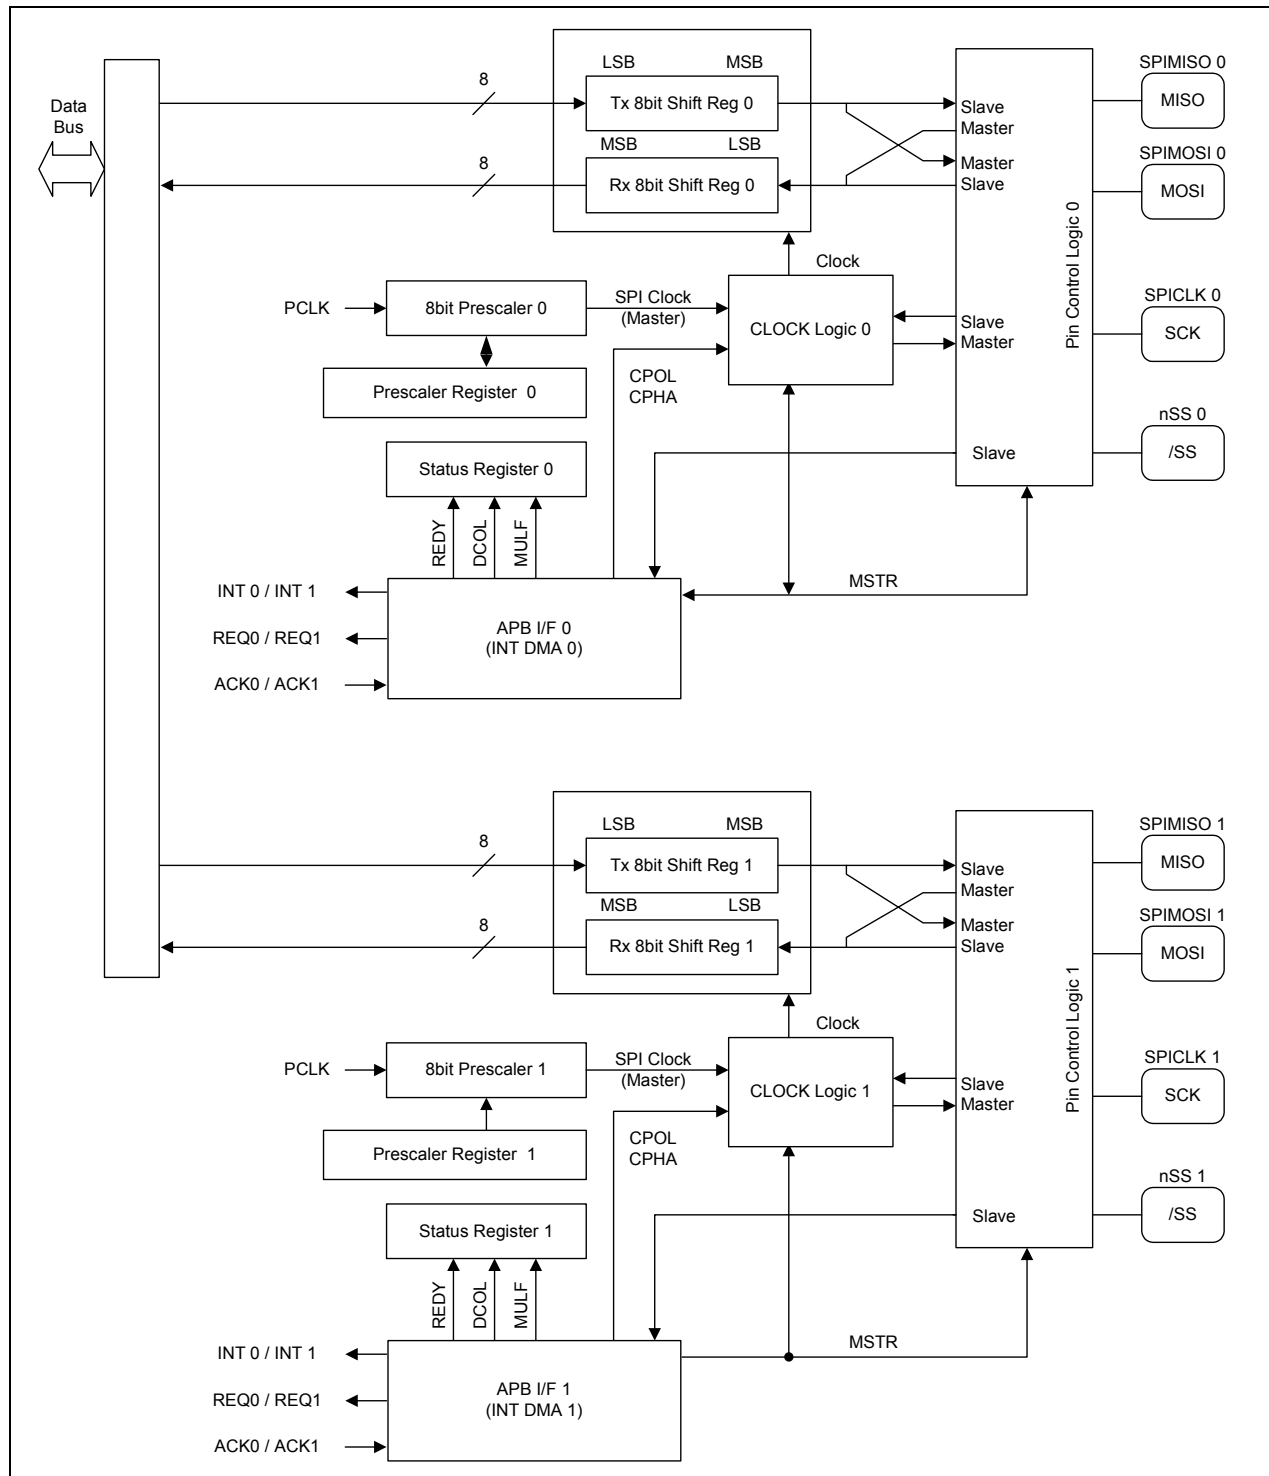 LSB MSB
SPIMISO 0
Data
Bus
8
Tx 8bit Shift Reg 0
Slave
MISO
Master
MSB LSB
SPIMOSI 0
8
Rx 8bit Shift Reg 0
Master
Slave
MOSI
Pin Control Logic 0
Clock
PCLK
8bit Prescaler 0
SPI Clock
(Master)
CLOCK Logic 0
Slave
Master
SPICLK 0
SCK
Prescaler Register 0
CPOL
CPHA
nSS 0
Status Register 0
Slave
/SS
REDY
DCOL
MULF
INT 0 / INT 1
MSTR
REQ0 / REQ1
APB I/F 0
(INT DMA 0)
ACK0 / ACK1
LSB MSB
SPIMISO 1
8
Tx 8bit Shift Reg 1
Slave
MISO
Master
MSB LSB
SPIMOSI 1
8
Rx 8bit Shift Reg 1
Master
Slave
MOSI
Pin Control Logic 1
Clock
PCLK
8bit Prescaler 1
SPI Clock
(Master)
CLOCK Logic 1
Slave
Master
SPICLK 1
SCK
Prescaler Register 1
CPOL
CPHA
nSS 1
Status Register 1
Slave
/SS
REDY
DCOL
MULF
INT 0 / INT 1
MSTR
REQ0 / REQ1
APB I/F 1
(INT DMA 1)
ACK0 / ACK1